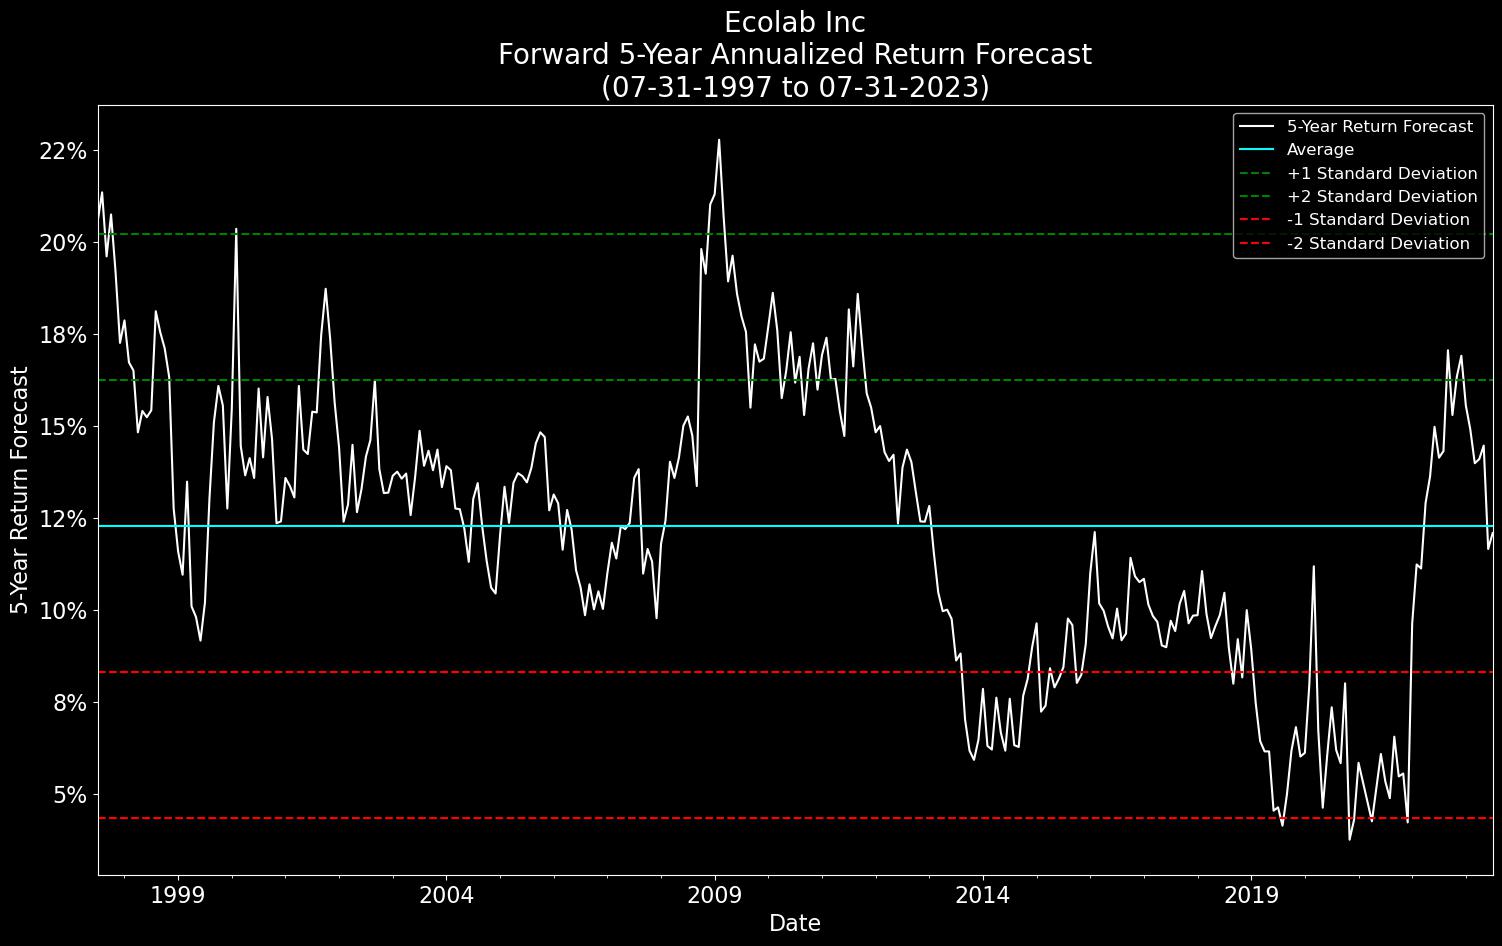 Ecolab Inc
Forward 5-Year Annualized Return Forecast
(07-31-1997 to 07-31-2023)
5-Year Return Forecast
Average
+1 Standard Deviation
+2 Standard Deviation
-1 Standard Deviation
-2 Standard Deviation
22%
20%
18%
15%
12%
10%
8%
5%
5-Year Return Forecast
1999
2004
2009
2014
2019
Date